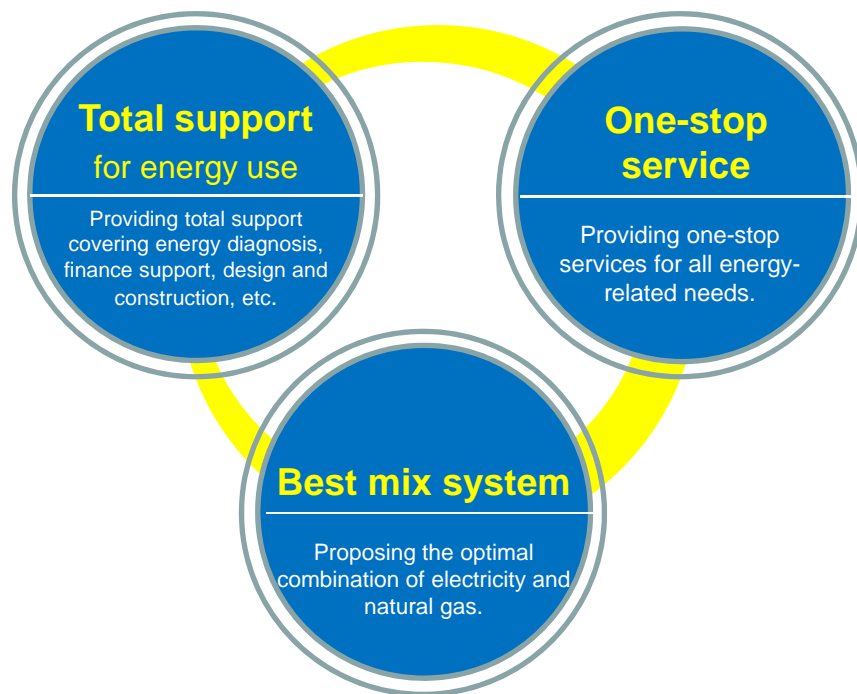 Total support
for energy use
Providing total support
covering energy diagnosis,
finance support, design and
construction, etc.
One-stop
service
Providing one-stop
services for all energy-
related needs.
Best mix system
Proposing the optimal
combination of electricity and
natural gas.